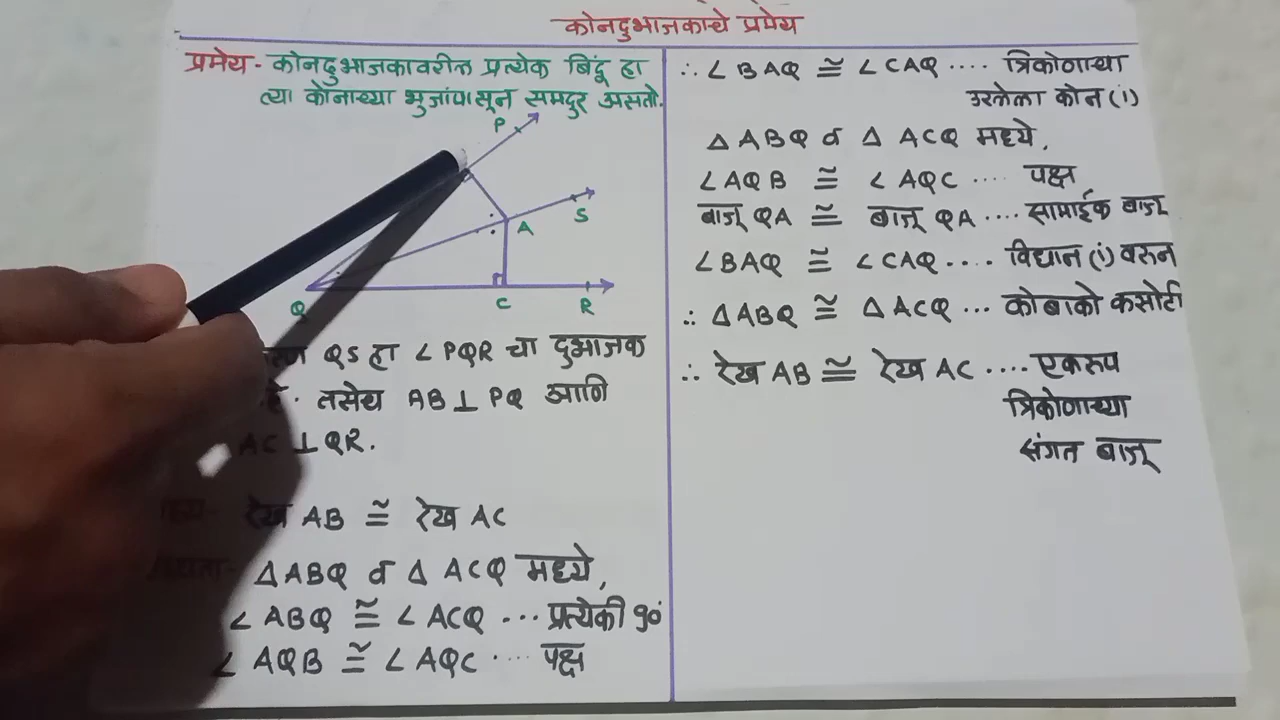 कोनदुभाजकाचे प्रमेय
प्रमेय- कोनदुभाजकावरील प्रत्येक बिंदू हा
त्या कोनाच्या भुजांपासून समदुर असतो.
P
S
A
Q
C
R
QS हा ∠PQR चा दुभाजक
तसेच AB⊥PQ आणि
AC⊥QR.
रेख AB ≅ रेख AC
ΔABQ व Δ ACQ मध्ये,
∠ ABQ ≅ ∠ ACQ ... प्रत्येकी 90°
∠ AQB ≅ ∠ AQC .... पक्ष
∴ ∠ BAQ ≅ ∠ CAQ .... त्रिकोणाचा
उरलेला कोन (i)
Δ ABQ व Δ ACQ मध्ये,
∠AQB ≅ ∠AQC .... पक्ष
बाजू QA ≅ बाजू QA .... सामाईक बाजू
∠BAQ ≅ ∠CAQ .... विधान (i) वरुन
∴ ΔABQ ≅ Δ ACQ ... कोबाको कसोटी
∴ रेख AB ≅ रेख AC .... एकरुप
त्रिकोणाच्या
संगत बाजू